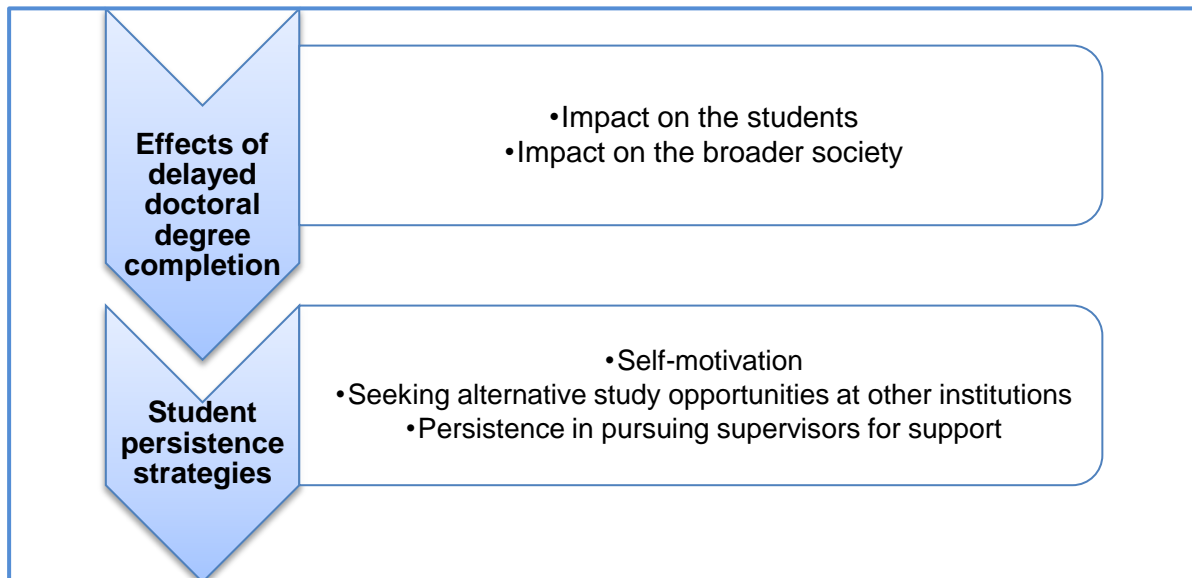 Effects of
delayed
doctoral
degree
completion
•Impact on the students
•Impact on the broader society
Student
persistence
strategies
•Self-motivation
•Seeking alternative study opportunities at other institutions
•Persistence in pursuing supervisors for support